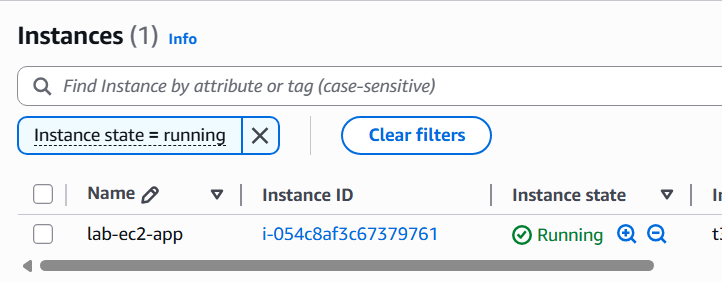 Instances (1) Info
Find Instance by attribute or tag (case-sensitive)
Instance state = running
Clear filters
Name Instance ID Instance state
lab-ec2-app i-054c8af3c67379761 Running